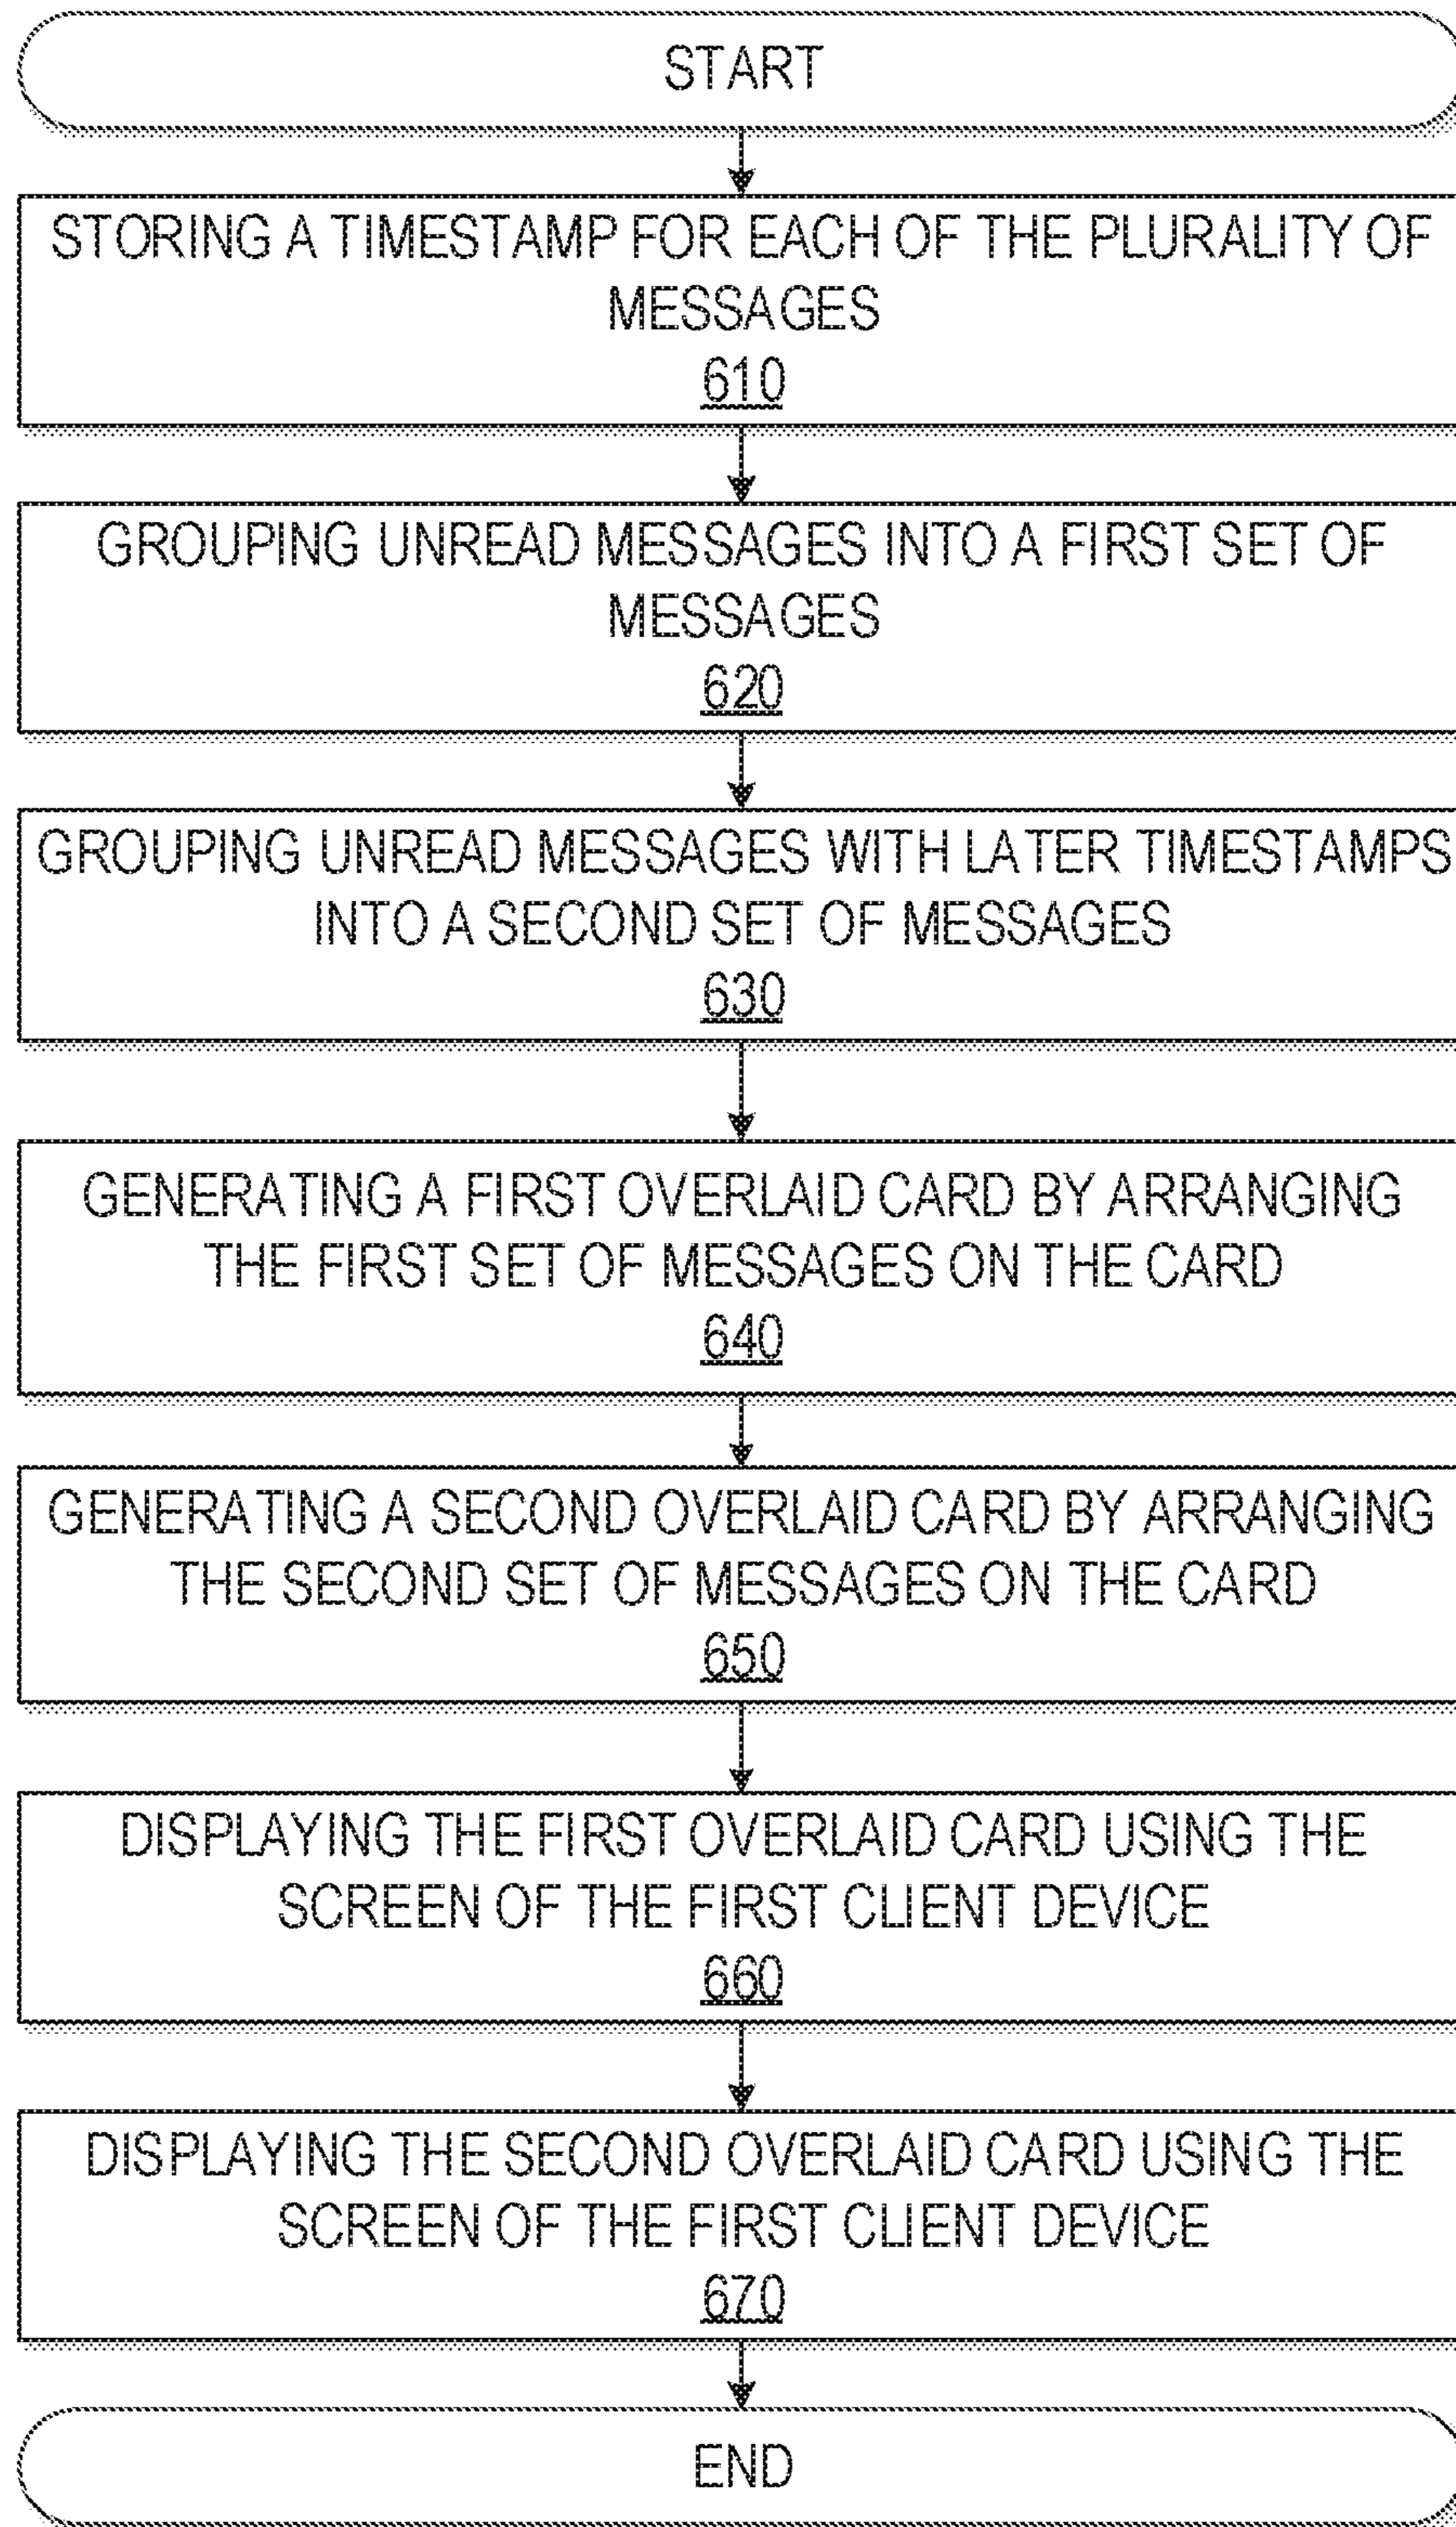 START
STORING A TIMESTAMP FOR EACH OF THE PLURALITY OF
MESSAGES
610
GROUPING UNREAD MESSAGES INTO A FIRST SET OF
MESSAGES
620
GROUPING UNREAD MESSAGES WITH LATER TIMESTAMPS
INTO A SECOND SET OF MESSAGES
630
GENERATING A FIRST OVERLAID CARD BY ARRANGING
THE FIRST SET OF MESSAGES ON THE CARD
640
GENERATING A SECOND OVERLAID CARD BY ARRANGING
THE SECOND SET OF MESSAGES ON THE CARD
650
DISPLAYING THE FIRST OVERLAID CARD USING THE
SCREEN OF THE FIRST CLIENT DEVICE
660
DISPLAYING THE SECOND OVERLAID CARD USING THE
SCREEN OF THE FIRST CLIENT DEVICE
670
END